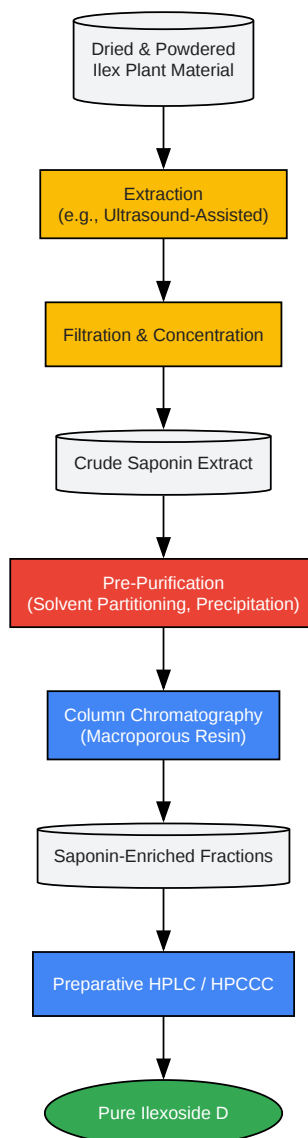 Dried & Powdered
Ilex Plant Material
Extraction
(e.g., Ultrasound-Assisted)
Filtration & Concentration
Crude Saponin Extract
Pre-Purification
(Solvent Partitioning, Precipitation)
Column Chromatography
(Macroporous Resin)
Saponin-Enriched Fractions
Preparative HPLC / HPCCC
Pure Ilexoside D